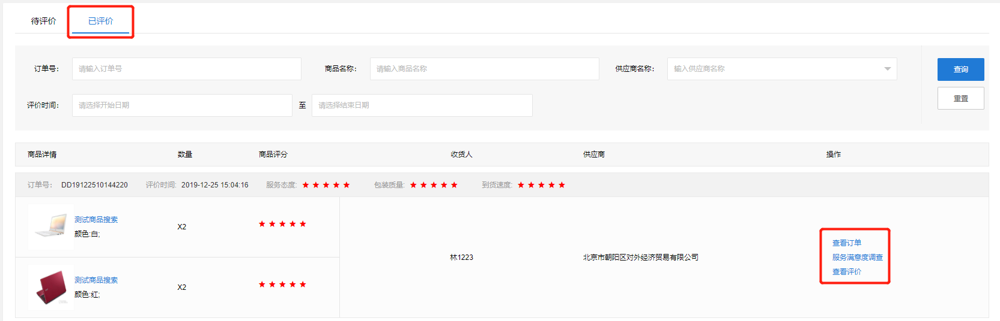 待评价 已评价
订单号： 请输入订单号 商品名称： 请输入商品名称 供应商名称： 输入供应商名称 查询
评价时间： 请选择开始日期 至 请选择结束日期 重置
商品详情 数量 商品评分 收货人 供应商 操作
订单号： DD19122510144220 评价时间: 2019-12-25 15:04:16 服务态度: ★★★★★ 包装质量: ★★★★★ 到货速度: ★★★★★
测试商品搜索
颜色:白;
X2 ★★★★★
测试商品搜索
颜色:红;
X2 ★★★★★
林1223 北京市朝阳区对外经济贸易有限公司
查看订单
服务满意度调查
查看评价